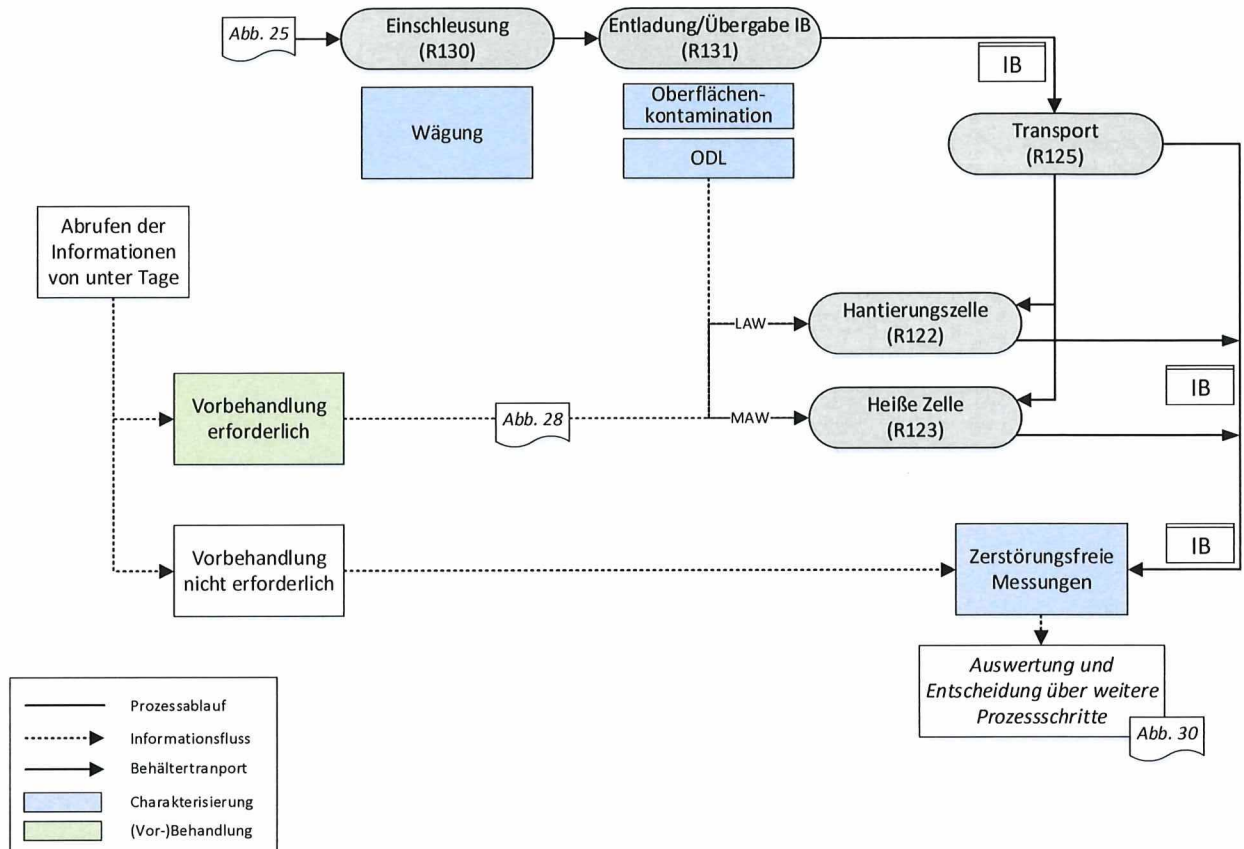 Abb. 25
Einschleusung
(R130)
Entladung/Übergabe IB
(R131)
IB
Wägung
Oberflächen-
kontamination
ODL
Transport
(R125)
Abrufen der
Informationen
von unter Tage
LAW
Hantierungszelle
(R122)
IB
Vorbehandlung
erforderlich
Abb. 28
MAW
Heiße Zelle
(R123)
Vorbehandlung
nicht erforderlich
Zerstörungsfreie
Messungen
IB
Auswertung und
Entscheidung über weitere
Prozessschritte
Abb. 30
Prozessablauf
Informationsfluss
Behältertranport
Charakterisierung
(Vor-)Behandlung